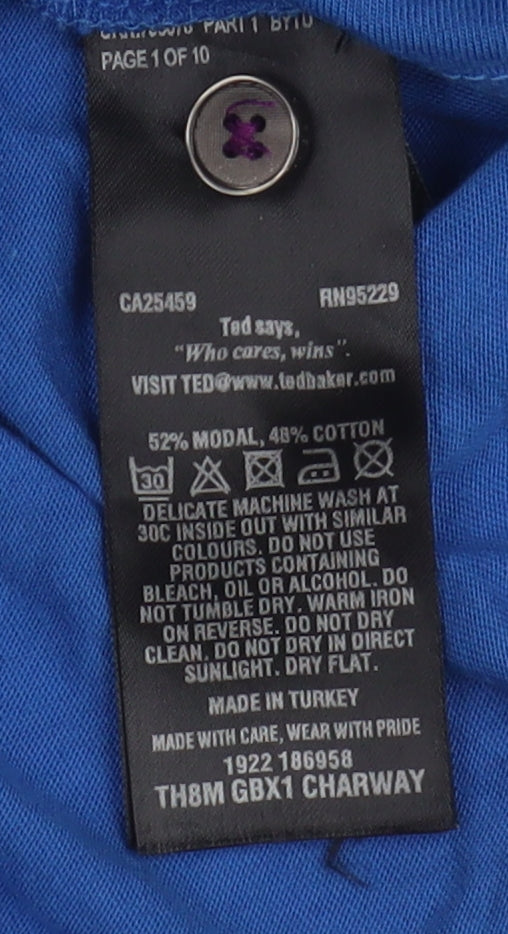 PART 1
PAGE 1 OF 10
CA25459 RN95229
Ted says,
"Who cares, wins".
VISIT TED@www.tedbaker.com
52% MODAL, 48% COTTON
30
DELICATE MACHINE WASH AT
30C INSIDE OUT WITH SIMILAR
COLOURS. DO NOT USE
PRODUCTS CONTAINING
BLEACH, OIL OR ALCOHOL. DO
NOT TUMBLE DRY. WARM IRON
ON REVERSE. DO NOT DRY
CLEAN. DO NOT DRY IN DIRECT
SUNLIGHT. DRY FLAT.
MADE IN TURKEY
MADE WITH CARE, WEAR WITH PRIDE
1922 186958
TH8M GBX1 CHARWAY